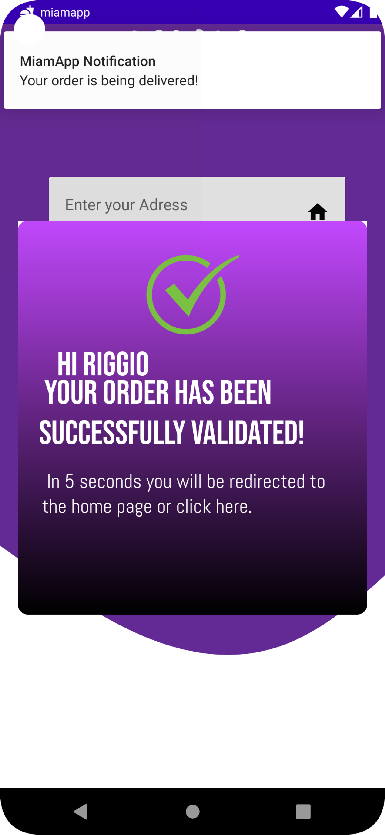 miamapp
MiamApp Notification
Your order is being delivered!
Enter your Adress
HI RIGGIO
YOUR ORDER HAS BEEN
SUCCESSFULLY VALIDATED!
In 5 seconds you will be redirected to
the home page or click here.